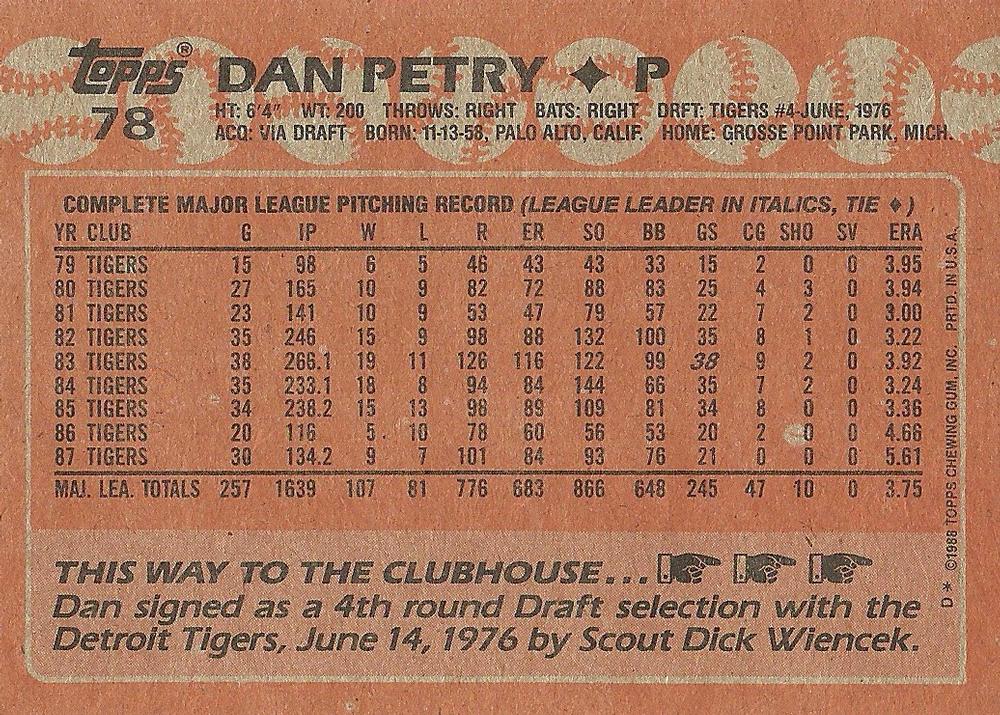 topps®
78
DAN PETRY ✦ P
HT: 6'4" WT: 200 THROWS: RIGHT BATS: RIGHT DRFT: TIGERS #4-JUNE, 1976
ACQ: VIA DRAFT BORN: 11-13-58, PALO ALTO, CALIF. HOME: GROSSE POINT PARK, MICH.
COMPLETE MAJOR LEAGUE PITCHING RECORD (LEAGUE LEADER IN ITALICS, TIE ♦)
YR CLUB G IP W L R ER SO BB GS CG SHO SV ERA
79 TIGERS 15 98 6 5 46 43 43 33 15 2 0 0 3.95
80 TIGERS 27 165 10 9 82 72 88 83 25 4 3 0 3.94
81 TIGERS 23 141 10 9 53 47 79 57 22 7 2 0 3.00
82 TIGERS 35 246 15 9 98 88 132 100 35 8 1 0 3.22
83 TIGERS 38 266.1 19 11 126 116 122 99 38 9 2 0 3.92
84 TIGERS 35 233.1 18 8 94 84 144 66 35 7 2 0 3.24
85 TIGERS 34 238.2 15 13 98 89 109 81 34 8 0 0 3.36
86 TIGERS 20 116 5 10 78 60 56 53 20 2 0 0 4.66
87 TIGERS 30 134.2 9 7 101 84 93 76 21 0 0 0 5.61
MAJ. LEA. TOTALS 257 1639 107 81 776 683 866 648 245 47 10 0 3.75
THIS WAY TO THE CLUBHOUSE...
Dan signed as a 4th round Draft selection with the
Detroit Tigers, June 14, 1976 by Scout Dick Wiencek.
D* ©1988 TOPPS CHEWING GUM, INC. PRTD. IN U.S.A.